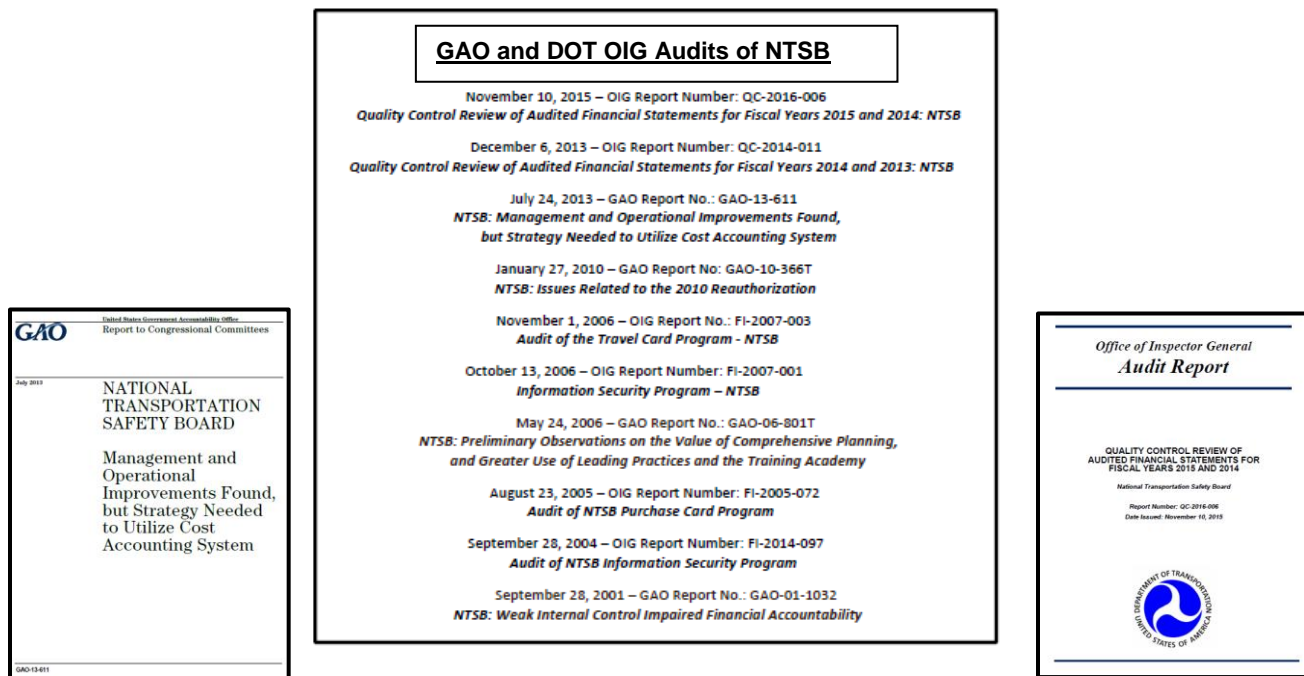 GAO and DOT OIG Audits of NTSB
November 10, 2015 – OIG Report Number: QC-2016-006
Quality Control Review of Audited Financial Statements for Fiscal Years 2015 and 2014: NTSB
December 6, 2013 – OIG Report Number: QC-2014-011
Quality Control Review of Audited Financial Statements for Fiscal Years 2014 and 2013: NTSB
July 24, 2013 – GAO Report No.: GAO-13-611
NTSB: Management and Operational Improvements Found,
but Strategy Needed to Utilize Cost Accounting System
January 27, 2010 – GAO Report No: GAO-10-366T
NTSB: Issues Related to the 2010 Reauthorization
November 1, 2006 – OIG Report No.: FI-2007-003
Audit of the Travel Card Program - NTSB
October 13, 2006 – OIG Report Number: FI-2007-001
Information Security Program – NTSB
May 24, 2006 – GAO Report No.: GAO-06-801T
NTSB: Preliminary Observations on the Value of Comprehensive Planning,
and Greater Use of Leading Practices and the Training Academy
August 23, 2005 – OIG Report Number: FI-2005-072
Audit of NTSB Purchase Card Program
September 28, 2004 – OIG Report Number: FI-2014-097
Audit of NTSB Information Security Program
September 28, 2001 – GAO Report No.: GAO-01-1032
NTSB: Weak Internal Control Impaired Financial Accountability
United States Government Accountability Office
GAO
Report to Congressional Committees
July 2013
NATIONAL
TRANSPORTATION
SAFETY BOARD
Management and
Operational
Improvements Found,
but Strategy Needed
to Utilize Cost
Accounting System
GAO-13-611
Office of Inspector General
Audit Report
QUALITY CONTROL REVIEW OF
AUDITED FINANCIAL STATEMENTS FOR
FISCAL YEARS 2015 AND 2014
National Transportation Safety Board
Report Number: QC-2016-006
Date Issued: November 10, 2015
DEPARTMENT OF TRANSPORTATION
UNITED STATES OF AMERICA